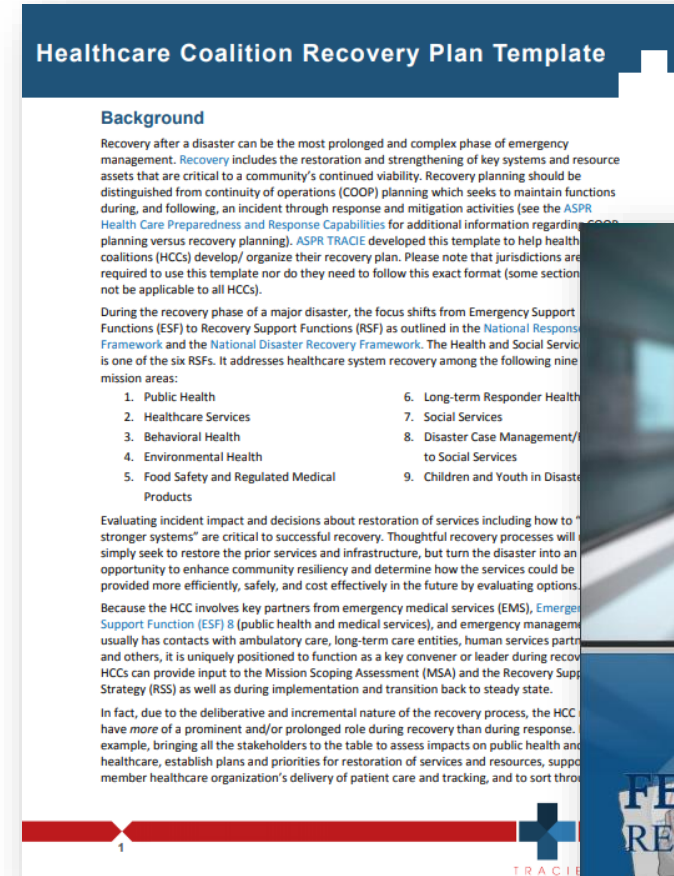 Healthcare Coalition Recovery Plan Template
Background
Recovery after a disaster can be the most prolonged and complex phase of emergency
management. Recovery includes the restoration and strengthening of key systems and resource
assets that are critical to a community's continued viability. Recovery planning should be
distinguished from continuity of operations (COOP) planning which seeks to maintain functions
during, and following, an incident through response and mitigation activities (see the ASPR
Health Care Preparedness and Response Capabilities for additional information regarding COOP
planning versus recovery planning). ASPR TRACIE developed this template to help health
coalitions (HCCs) develop/ organize their recovery plan. Please note that jurisdictions are
required to use this template nor do they need to follow this exact format (some section
not be applicable to all HCCs).
During the recovery phase of a major disaster, the focus shifts from Emergency Support
Functions (ESF) to Recovery Support Functions (RSF) as outlined in the National Response
Framework and the National Disaster Recovery Framework. The Health and Social Servic
is one of the six RSFs. It addresses healthcare system recovery among the following nine
mission areas:
1. Public Health
2. Healthcare Services
3. Behavioral Health
4. Environmental Health
5. Food Safety and Regulated Medical
Products
6. Long-term Responder Health
7. Social Services
8. Disaster Case Management/
to Social Services
9. Children and Youth in Disaste
Evaluating incident impact and decisions about restoration of services including how to "
stronger systems" are critical to successful recovery. Thoughtful recovery processes will
simply seek to restore the prior services and infrastructure, but turn the disaster into an
opportunity to enhance community resiliency and determine how the services could be
provided more efficiently, safely, and cost effectively in the future by evaluating options.
Because the HCC involves key partners from emergency medical services (EMS), Emerge
Support Function (ESF) 8 (public health and medical services), and emergency manageme
usually has contacts with ambulatory care, long-term care entities, human services partn
and others, it is uniquely positioned to function as a key convener or leader during recov
HCCs can provide input to the Mission Scoping Assessment (MSA) and the Recovery Supp
Strategy (RSS) as well as during implementation and transition back to steady state.
In fact, due to the deliberative and incremental nature of the recovery process, the HCC
have more of a prominent and/or prolonged role during recovery than during response.
example, bringing all the stakeholders to the table to assess impacts on public health and
healthcare, establish plans and priorities for restoration of services and resources, suppo
member healthcare organization's delivery of patient care and tracking, and to sort throu
1
TRACIE
FE
RE